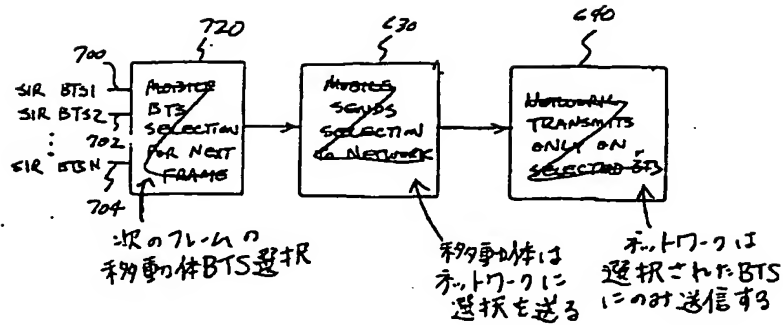 720
630
640
700
SIR BTS1
SIR BTS2
702
SIR BTSN
704
MOBILE
BTS
SELECTION
FOR NEXT
FRAME
MOBILE
SENDS
SELECTION
TO NETWORK
NETWORK
TRANSMITS
ONLY ON
SELECTED BTS
次のフレームの
移動体BTS選択
移動体は
ネットワークに
選択を送る
ネットワークは
選択されたBTS
にのみ送信する